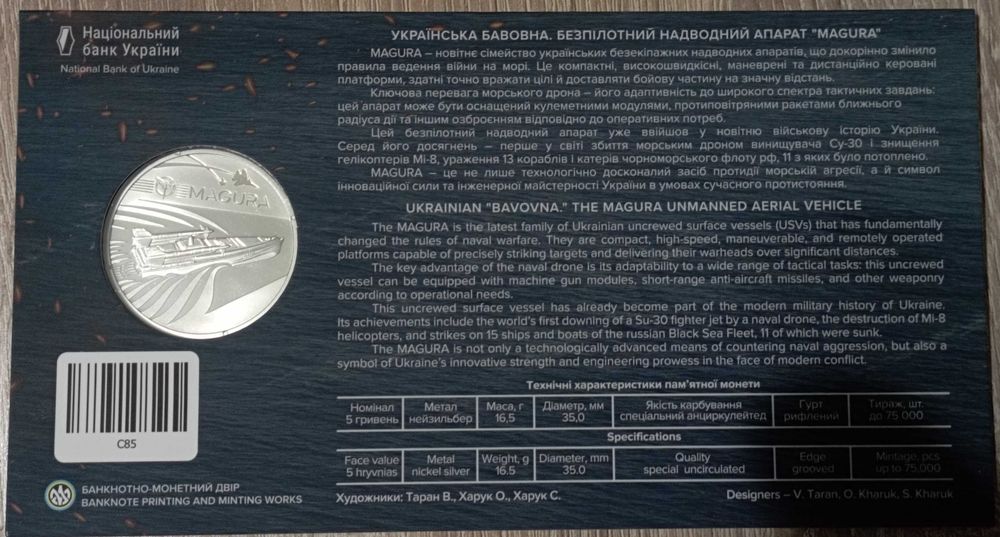 Національний
банк України
National Bank of Ukraine
УКРАЇНСЬКА БАВОВНА. БЕЗПІЛОТНИЙ НАДВОДНИЙ АПАРАТ "MAGURA"
MAGURA – новітнє сімейство українських безекіпажних надводних апаратів, що докорінно змінило
правила ведення війни на морі. Це компактні, високошвидкісні, маневрені та дистанційно керовані
платформи, здатні точно вражати цілі й доставляти бойову частину на значну відстань.
Ключова перевага морського дрона – його адаптивність до широкого спектра тактичних завдань:
цей апарат може бути оснащений кулеметними модулями, протиповітряними ракетами ближнього
радіуса дії та іншим озброєнням відповідно до оперативних потреб.
Цей безпілотний надводний апарат уже ввійшов у новітню військову історію України.
Серед його досягнень – перше у світі збиття морським дроном винищувача Су-30 і знищення
гелікоптерів Мі-8, ураження 13 кораблів і катерів чорноморського флоту рф, 11 з яких було потоплено.
MAGURA – це не лише технологічно досконалий засіб протидії морській агресії, а й символ
інноваційної сили та інженерної майстерності України в умовах сучасного протистояння.
UKRAINIAN "BAVOVNA." THE MAGURA UNMANNED AERIAL VEHICLE
The MAGURA is the latest family of Ukrainian uncrewed surface vessels (USVs) that has fundamentally
changed the rules of naval warfare. They are compact, high-speed, maneuverable, and remotely operated
platforms capable of precisely striking targets and delivering their warheads over significant distances.
The key advantage of the naval drone is its adaptability to a wide range of tactical tasks: this uncrewed
vessel can be equipped with machine gun modules, short-range anti-aircraft missiles, and other weaponry
according to operational needs.
This uncrewed surface vessel has already become part of the modern military history of Ukraine.
Its achievements include the world's first downing of a Su-30 fighter jet by a naval drone, the destruction of Mi-8
helicopters, and strikes on 15 ships and boats of the russian Black Sea Fleet, 11 of which were sunk.
The MAGURA is not only a technologically advanced means of countering naval aggression, but also a
symbol of Ukraine's innovative strength and engineering prowess in the face of modern conflict.
MAGURA
C85
Технічні характеристики пам'ятної монети
Номінал Метал Маса, г Діаметр, мм Якість карбування Гурт Тираж, шт.
5 гривень нейзильбер 16,5 35,0 спеціальний анциркулейтед рифлений до 75 000
Specifications
Face value Metal Weight, g Diameter, mm Quality Edge Mintage, pcs
5 hryvnias nickel silver 16.5 35.0 special uncirculated grooved up to 75,000
БАНКНОТНО-МОНЕТНИЙ ДВІР
BANKNOTE PRINTING AND MINTING WORKS
Художники: Таран В., Харук О., Харук С.
Designers – V. Taran, O. Kharuk, S. Kharuk